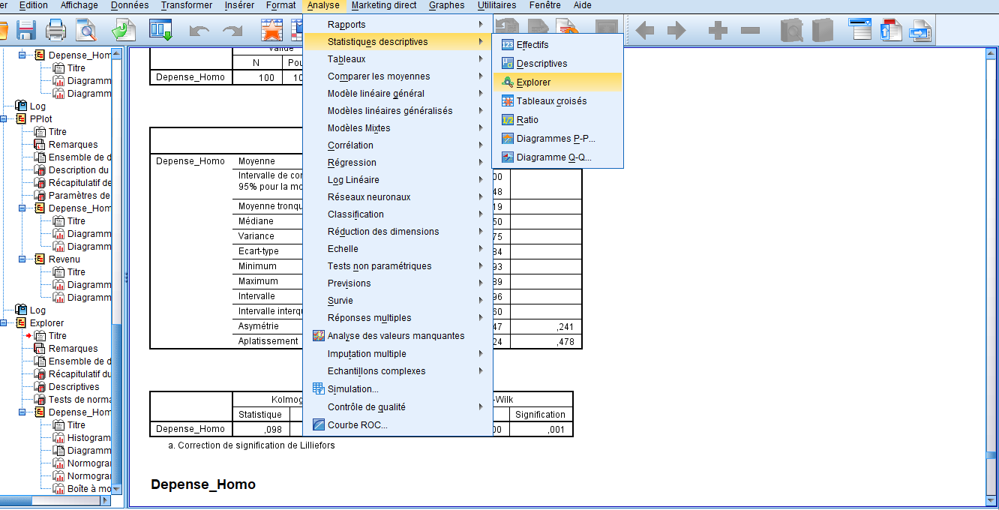 er Edition Affichage Données Transformer Insérer Format Analyse Marketing direct Graphes Utilitaires Fenêtre Aide
Depense_Hom
Titre
Diagramm
Diagramm
Log
PPlot
Titre
Remarques
Ensemble de d
Description du
Récapitulatif de
Paramètres de
Depense_Hom
Titre
Diagramm
Diagramm
Revenu
Titre
Diagramm
Diagramm
Log
Explorer
Titre
Remarques
Ensemble de d
Récapitulatif du
Descriptives
Tests de norma
Depense_Hom
Titre
Histogram
Diagramm
Normogra
Normogra
Boîte à mo
Valide
N Pou
Depense_Homo 100 10
Depense_Homo Moyenne
Intervalle de con 00
95% pour la mo 48
Moyenne tronqu 19
Médiane 50
Variance 75
Ecart-type 84
Minimum 93
Maximum 89
Intervalle 96
Intervalle interqu 60
Asymétrie 47 ,241
Aplatissement 24 ,478
Kolmog -Wilk
Statistique Signification
Depense_Homo ,098 00 ,001
a. Correction de signification de Lilliefors
Depense_Homo
Rapports
Statistiques descriptives
Tableaux
Comparer les moyennes
Modèle linéaire général
Modèles linéaires généralisés
Modèles Mixtes
Corrélation
Régression
Log Linéaire
Réseaux neuronaux
Classification
Réduction des dimensions
Echelle
Tests non paramétriques
Previsions
Survie
Réponses multiples
Analyse des valeurs manquantes
Imputation multiple
Echantillons complexes
Simulation...
Contrôle de qualité
Courbe ROC...
123 Effectifs
Descriptives
Explorer
Tableaux croisés
1/2 Ratio
Diagrammes P-P...
Diagramme Q-Q...